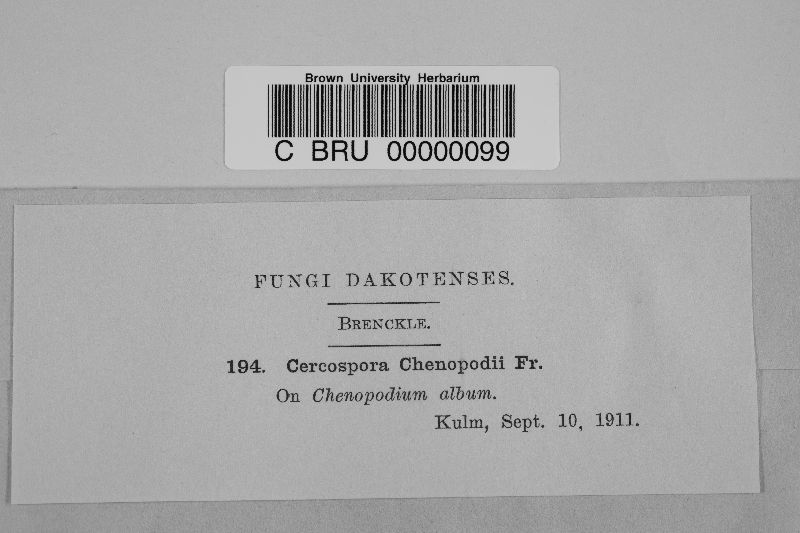 Brown University Herbarium
C BRU 00000099
FUNGI DAKOTENSES.
BRENCKLE.
194. Cercospora Chenopodii Fr.
On Chenopodium album.
Kulm, Sept. 10, 1911.